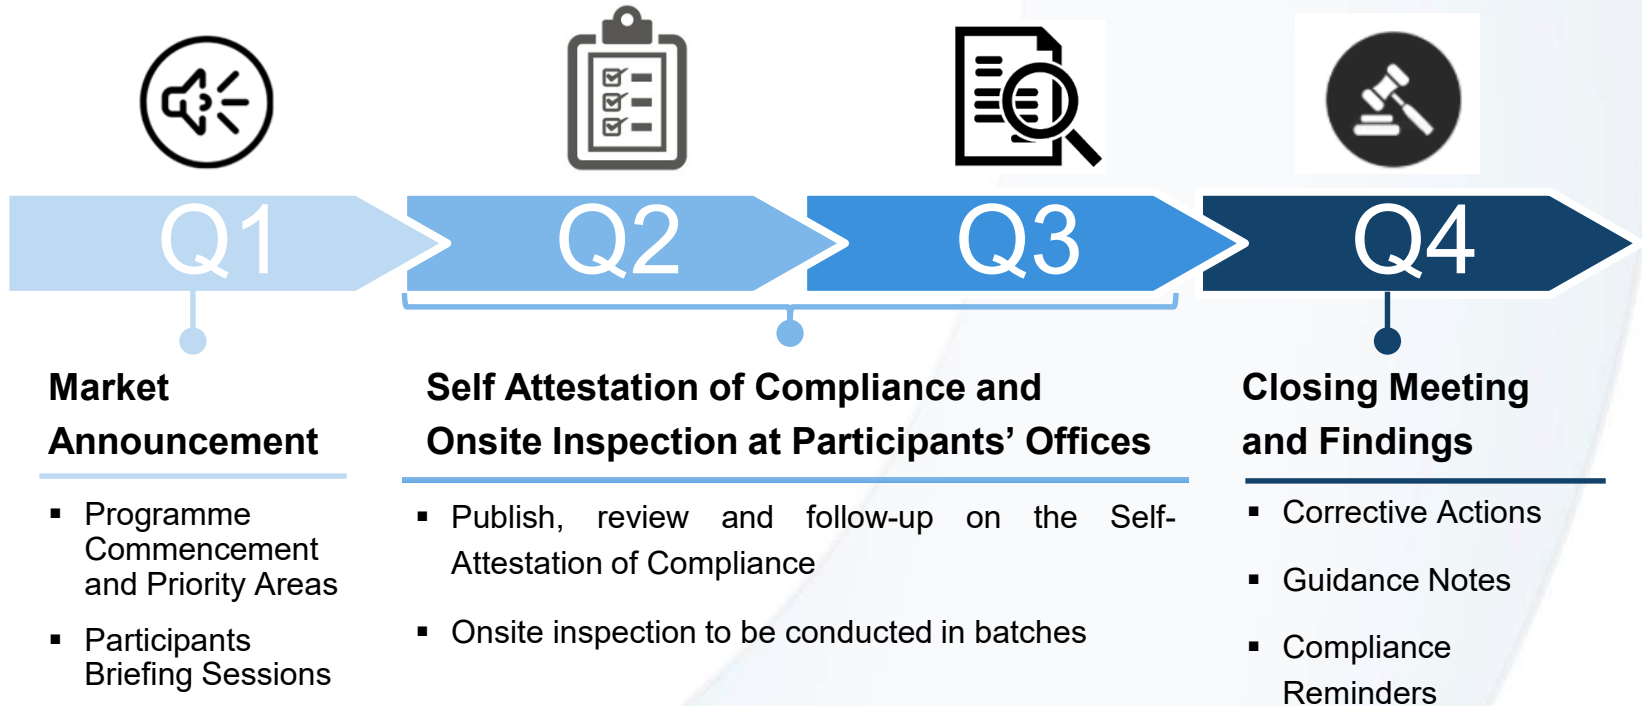 Q1
Q2
Q3
Q4
Market
Announcement
▪ Programme
Commencement
and Priority Areas
▪ Participants
Briefing Sessions
Self Attestation of Compliance and
Onsite Inspection at Participants’ Offices
▪ Publish, review and follow-up on the Self-
Attestation of Compliance
▪ Onsite inspection to be conducted in batches
Closing Meeting
and Findings
▪ Corrective Actions
▪ Guidance Notes
▪ Compliance
Reminders